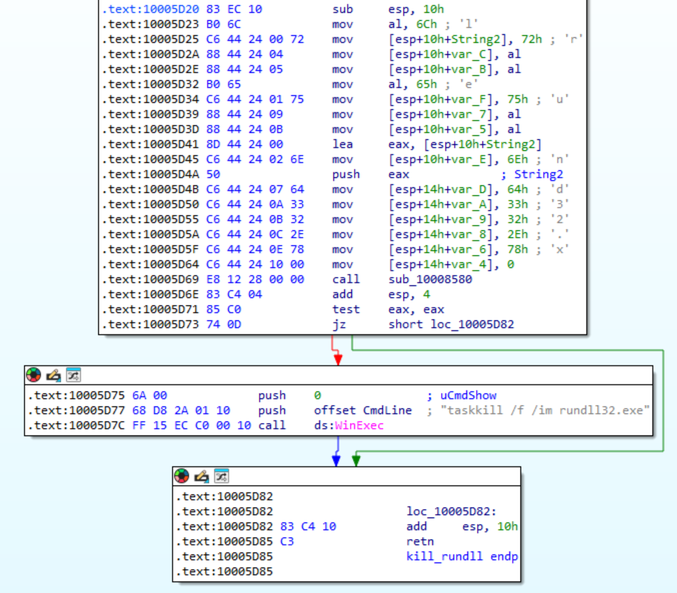 .text:10005D20 83 EC 10 sub esp, 10h
.text:10005D23 B0 6C mov al, 6Ch ; 'l'
.text:10005D25 C6 44 24 00 72 mov [esp+10h+String2], 72h ; 'r'
.text:10005D2A 88 44 24 04 mov [esp+10h+var_C], al
.text:10005D2E 88 44 24 05 mov [esp+10h+var_B], al
.text:10005D32 B0 65 mov al, 65h ; 'e'
.text:10005D34 C6 44 24 01 75 mov [esp+10h+var_F], 75h ; 'u'
.text:10005D39 88 44 24 09 mov [esp+10h+var_7], al
.text:10005D3D 88 44 24 0B mov [esp+10h+var_5], al
.text:10005D41 8D 44 24 00 lea eax, [esp+10h+String2]
.text:10005D45 C6 44 24 02 6E mov [esp+10h+var_E], 6Eh ; 'n'
.text:10005D4A 50 push eax ; String2
.text:10005D4B C6 44 24 07 64 mov [esp+14h+var_D], 64h ; 'd'
.text:10005D50 C6 44 24 0A 33 mov [esp+14h+var_A], 33h ; '3'
.text:10005D55 C6 44 24 0B 32 mov [esp+14h+var_9], 32h ; '2'
.text:10005D5A C6 44 24 0C 2E mov [esp+14h+var_8], 2Eh ; '.'
.text:10005D5F C6 44 24 0E 78 mov [esp+14h+var_6], 78h ; 'x'
.text:10005D64 C6 44 24 10 00 mov [esp+14h+var_4], 0
.text:10005D69 E8 12 28 00 00 call sub_10008580
.text:10005D6E 83 C4 04 add esp, 4
.text:10005D71 85 C0 test eax, eax
.text:10005D73 74 0D jz short loc_10005D82
.text:10005D75 6A 00 push 0 ; uCmdShow
.text:10005D77 68 D8 2A 01 10 push offset CmdLine ; "taskkill /f /im rundll32.exe"
.text:10005D7C FF 15 EC C0 00 10 call ds:WinExec
.text:10005D82
.text:10005D82 loc_10005D82:
.text:10005D82 83 C4 10 add esp, 10h
.text:10005D85 C3 retn
.text:10005D85 kill_rundll endp
.text:10005D85